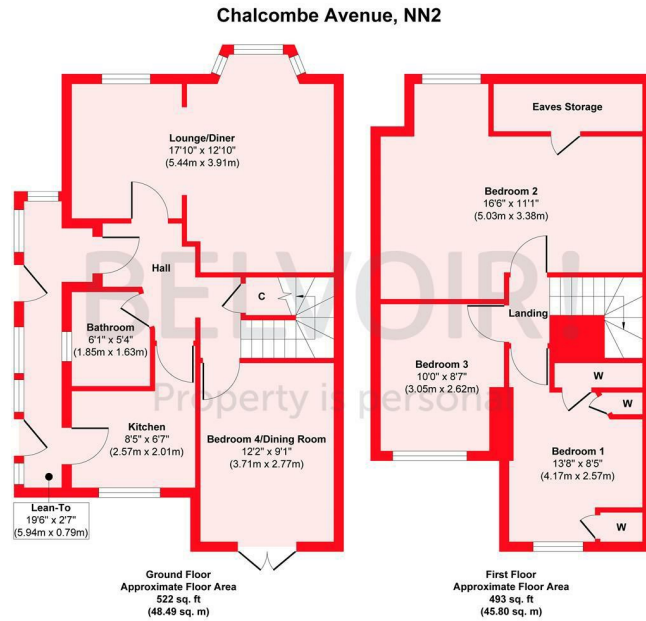 Chalcombe Avenue, NN2
Lounge/Diner
17'10" x 12'10"
(5.44m x 3.91m)
Hall
C
Bathroom
6'1" x 5'4"
(1.85m x 1.63m)
Kitchen
8'5" x 6'7"
(2.57m x 2.01m)
Bedroom 4/Dining Room
12'2" x 9'1"
(3.71m x 2.77m)
Lean-To
19'6" x 2'7"
(5.94m x 0.79m)
Ground Floor
Approximate Floor Area
522 sq. ft
(48.49 sq. m)
Eaves Storage
Bedroom 2
16'6" x 11'1"
(5.03m x 3.38m)
Landing
Bedroom 3
10'0" x 8'7"
(3.05m x 2.62m)
W
W
Bedroom 1
13'8" x 8'5"
(4.17m x 2.57m)
W
First Floor
Approximate Floor Area
493 sq. ft
(45.80 sq. m)
BELVOIR!
Property is personal